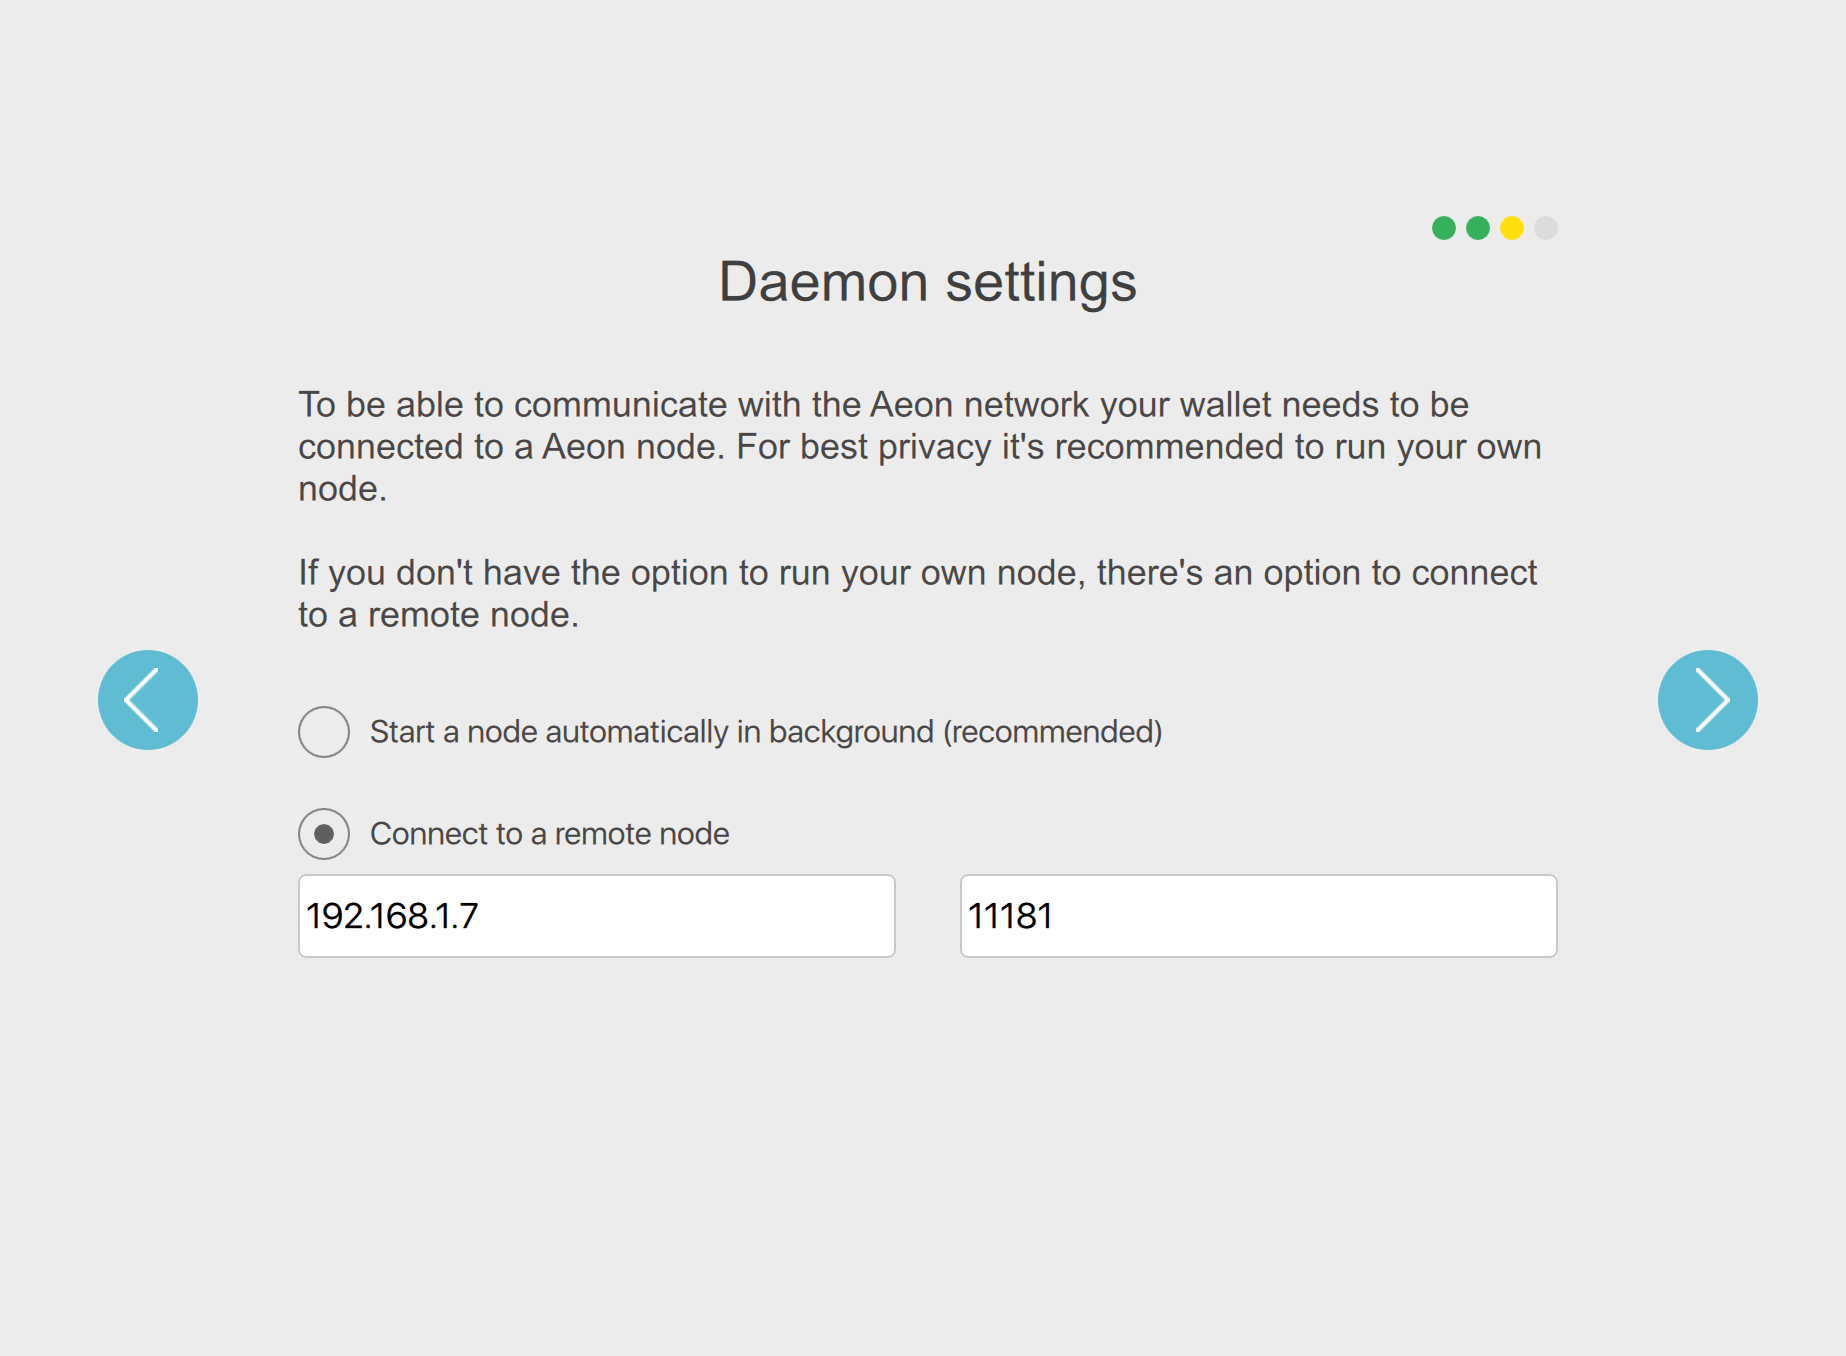 Daemon settings
To be able to communicate with the Aeon network your wallet needs to be
connected to a Aeon node. For best privacy it's recommended to run your own
node.
If you don't have the option to run your own node, there's an option to connect
to a remote node.
Start a node automatically in background (recommended)
Connect to a remote node
192.168.1.7 11181